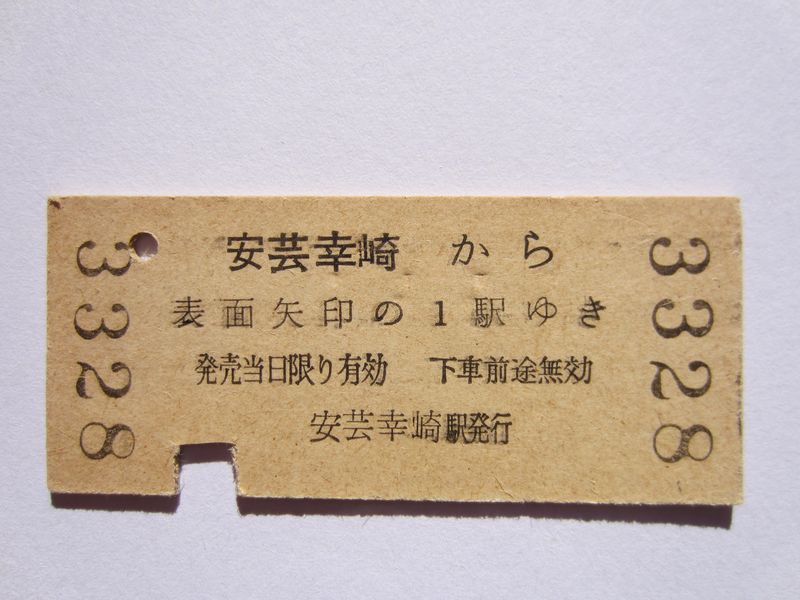 安芸幸崎 から
表面矢印の1駅ゆき
発売当日限り有効 下車前途無効
安芸幸崎駅発行
3328
3328